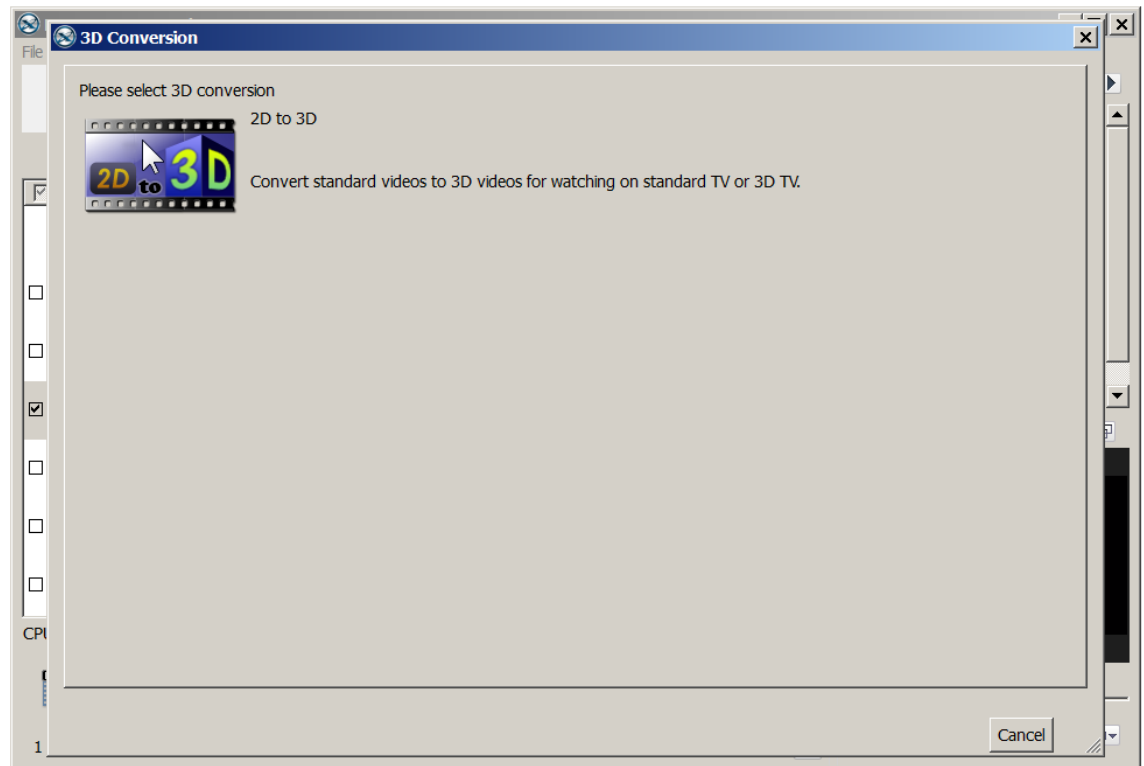 File
3D Conversion
Please select 3D conversion
2D to 3D
2D to 3D
Convert standard videos to 3D videos for watching on standard TV or 3D TV.
CPU
1
Cancel